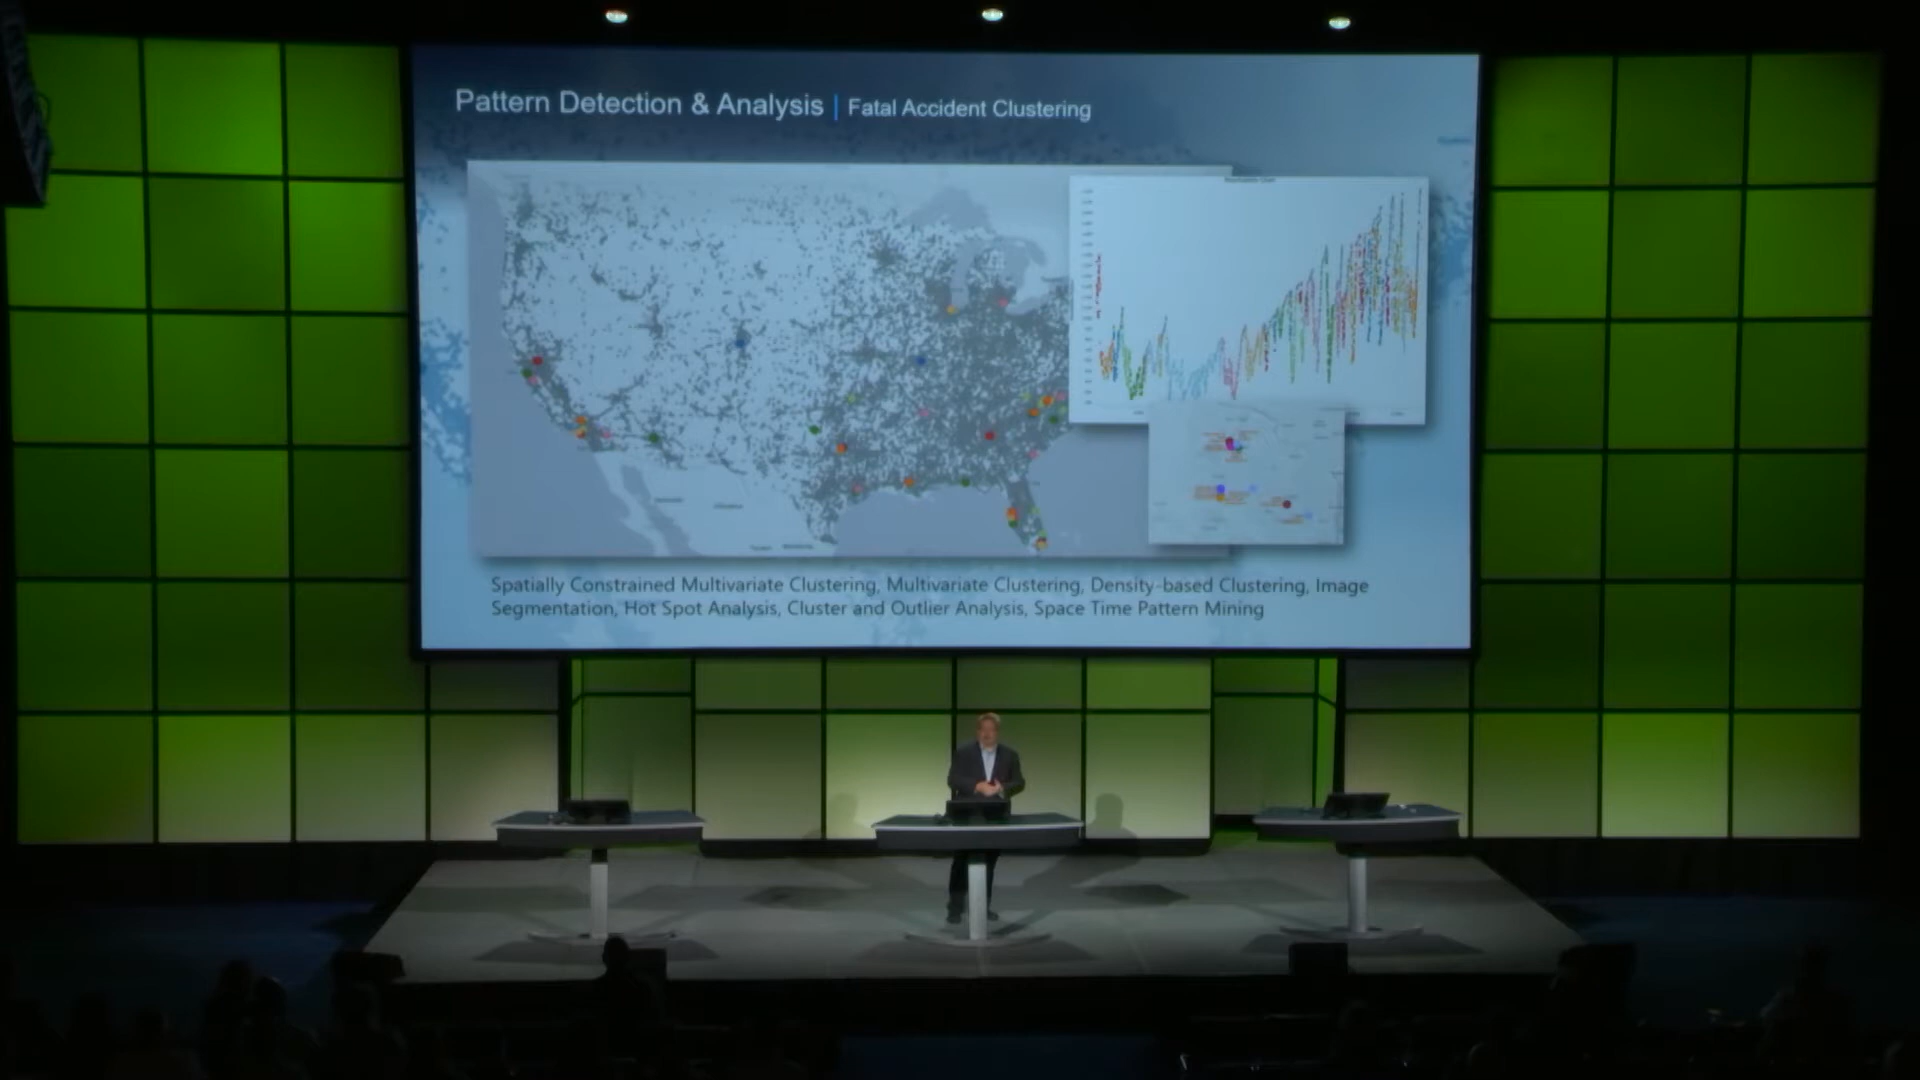 Pattern Detection & Analysis | Fatal Accident Clustering
Spatially Constrained Multivariate Clustering, Multivariate Clustering, Density-based Clustering, Image
Segmentation, Hot Spot Analysis, Cluster and Outlier Analysis, Space Time Pattern Mining